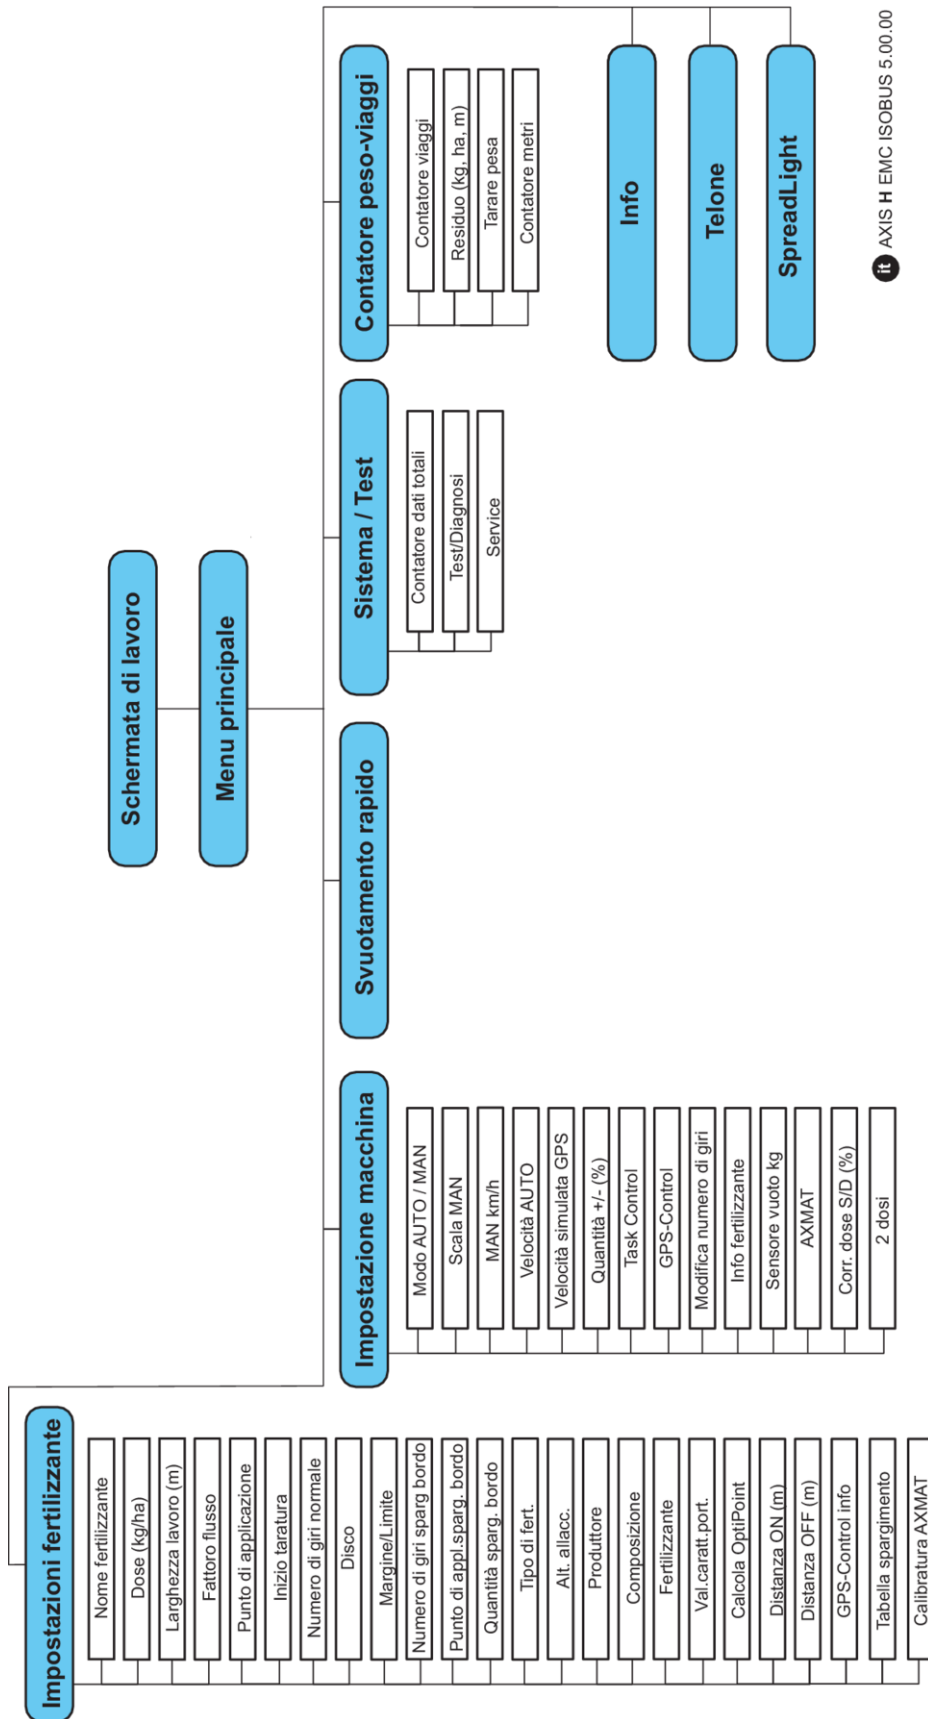 Schermata di lavoro
Menu principale
Impostazioni fertilizzante
Nome fertilizzante
Dose (kg/ha)
Larghezza lavoro (m)
Fattoro flusso
Punto di applicazione
Inizio taratura
Numero di giri normale
Disco
Margine/Limite
Numero di giri sparg bordo
Punto di appl.sparg. bordo
Quantità sparg. bordo
Tipo di fert.
Alt. allacc.
Produttore
Composizione
Fertilizzante
Val.caratt.port.
Calcola OptiPoint
Distanza ON (m)
Distanza OFF (m)
GPS-Control info
Tabella spargimento
Calibratura AXMAT
Impostazione macchina
Modo AUTO / MAN
Scala MAN
MAN km/h
Velocità AUTO
Velocità simulata GPS
Quantità +/- (%)
Task Control
GPS-Control
Modifica numero di giri
Info fertilizzante
Sensore vuoto kg
AXMAT
Corr. dose S/D (%)
2 dosi
Svuotamento rapido
Sistema / Test
Contatore dati totali
Test/Diagnosi
Service
Contatore peso-viaggi
Contatore viaggi
Residuo (kg, ha, m)
Tarare pesa
Contatore metri
Info
Telone
SpreadLight
it AXIS H EMC ISOBUS 5.00.00